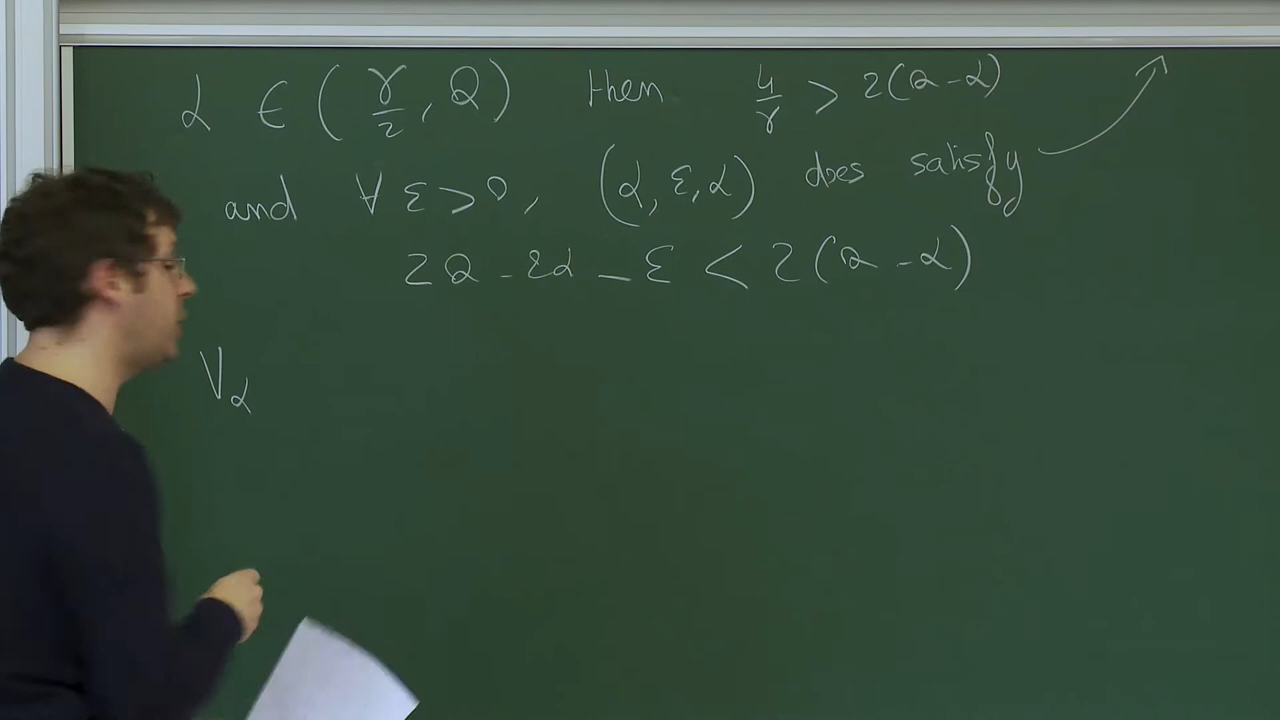 α ∈ (γ/2, Q) then 4/γ > 2(Q-α)
and ∀ ε>0, (α, ε, α) does satisfy ↗
2Q - 2α - ε < 2(Q - α)
V_α